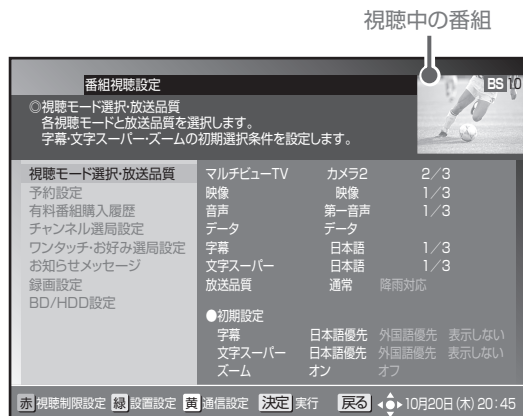 視聴中の番組
番組視聴設定
BS 10
◎視聴モード選択・放送品質
各視聴モードと放送品質を選択します。
字幕・文字スーパー・ズームの初期選択条件を設定します。
視聴モード選択・放送品質
予約設定
有料番組購入履歴
チャンネル選局設定
ワンタッチ・お好み選局設定
お知らせメッセージ
録画設定
BD/HDD設定
マルチビューTV カメラ2 2/3
映像 映像 1/3
音声 第一音声 1/3
データ データ
字幕 日本語 1/3
文字スーパー 日本語 1/3
放送品質 通常 降雨対応
●初期設定
字幕 日本語優先 外国語優先 表示しない
文字スーパー 日本語優先 外国語優先 表示しない
ズーム オン オフ
赤 視聴制限設定 緑 設置設定 黄 通信設定 決定 実行 戻る 10月20日(木)20:45